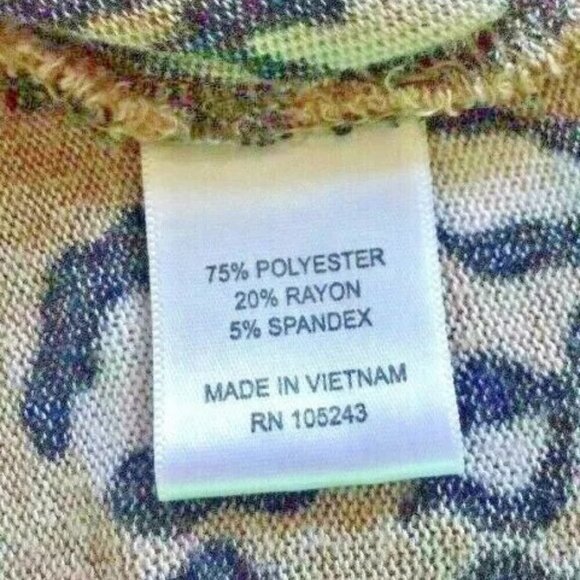 75% POLYESTER
20% RAYON
5% SPANDEX
MADE IN VIETNAM
RN 105243